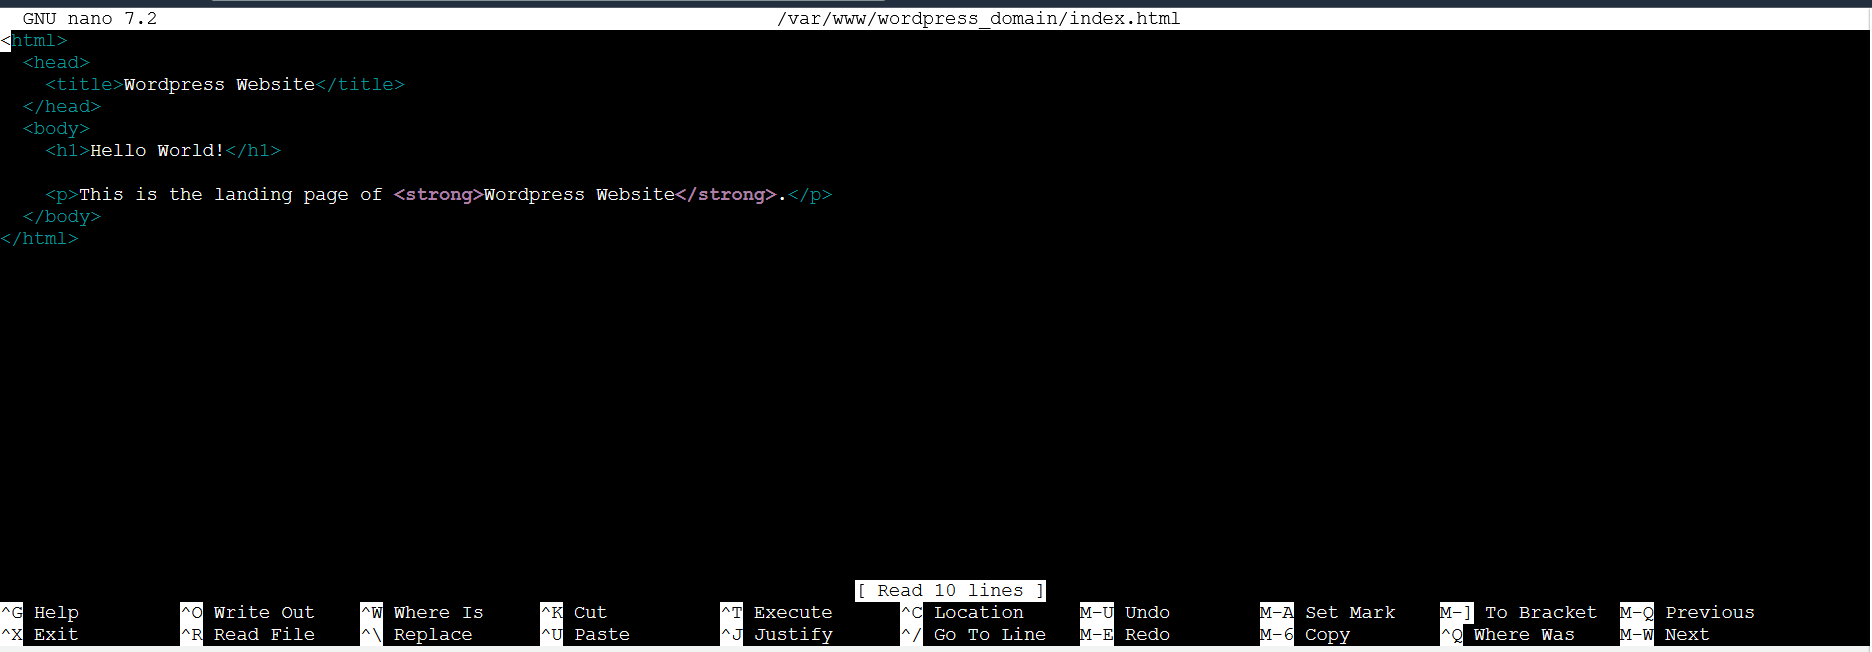 GNU nano 7.2 /var/www/wordpress_domain/index.html
<html>
  <head>
    <title>Wordpress Website</title>
  </head>
  <body>
    <h1>Hello World!</h1>

    <p>This is the landing page of <strong>Wordpress Website</strong>.</p>
  </body>
</html>
[ Read 10 lines ]
^G Help ^O Write Out ^W Where Is ^K Cut ^T Execute ^C Location M-U Undo M-A Set Mark M-] To Bracket M-Q Previous
^X Exit ^R Read File ^\ Replace ^U Paste ^J Justify ^/ Go To Line M-E Redo M-6 Copy ^Q Where Was M-W Next